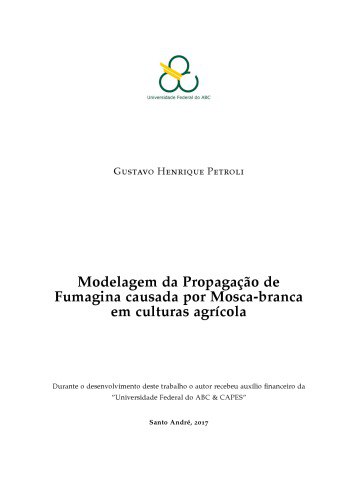 Universidade Federal do ABC
Gustavo Henrique Petroli
Modelagem da Propagação de
Fumagina causada por Mosca-branca
em culturas agrícola
Durante o desenvolvimento deste trabalho o autor recebeu auxílio financeiro da
"Universidade Federal do ABC & CAPES"
Santo André, 2017